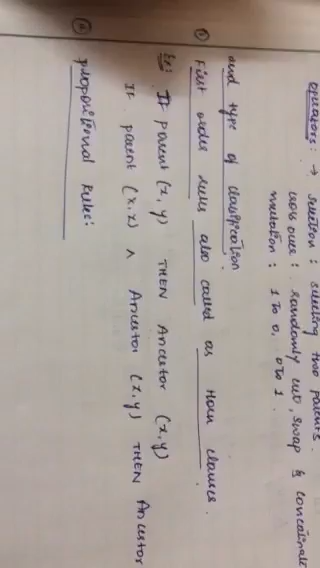 operators: → selection : selecting two parents.
cross over : randomly cut, swap & concatenate
mutation : 1 to 0, 0 to 1.
and type of classification
① First order rules also called as Horn clauses.
Ex: If Parent (x, y) THEN Ancestor (x, y)
IF parent (x, z) ∧ Ancestor (z, y) THEN Ancestor
② propositional Rules: